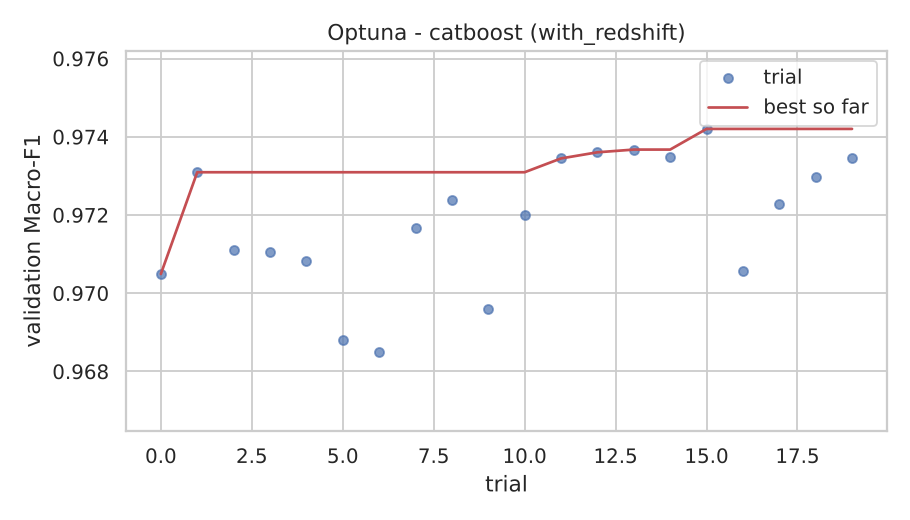 Optuna - catboost (with_redshift)
trial
best so far
validation Macro-F1
0.976
0.974
0.972
0.970
0.968
0.0 2.5 5.0 7.5 10.0 12.5 15.0 17.5
trial